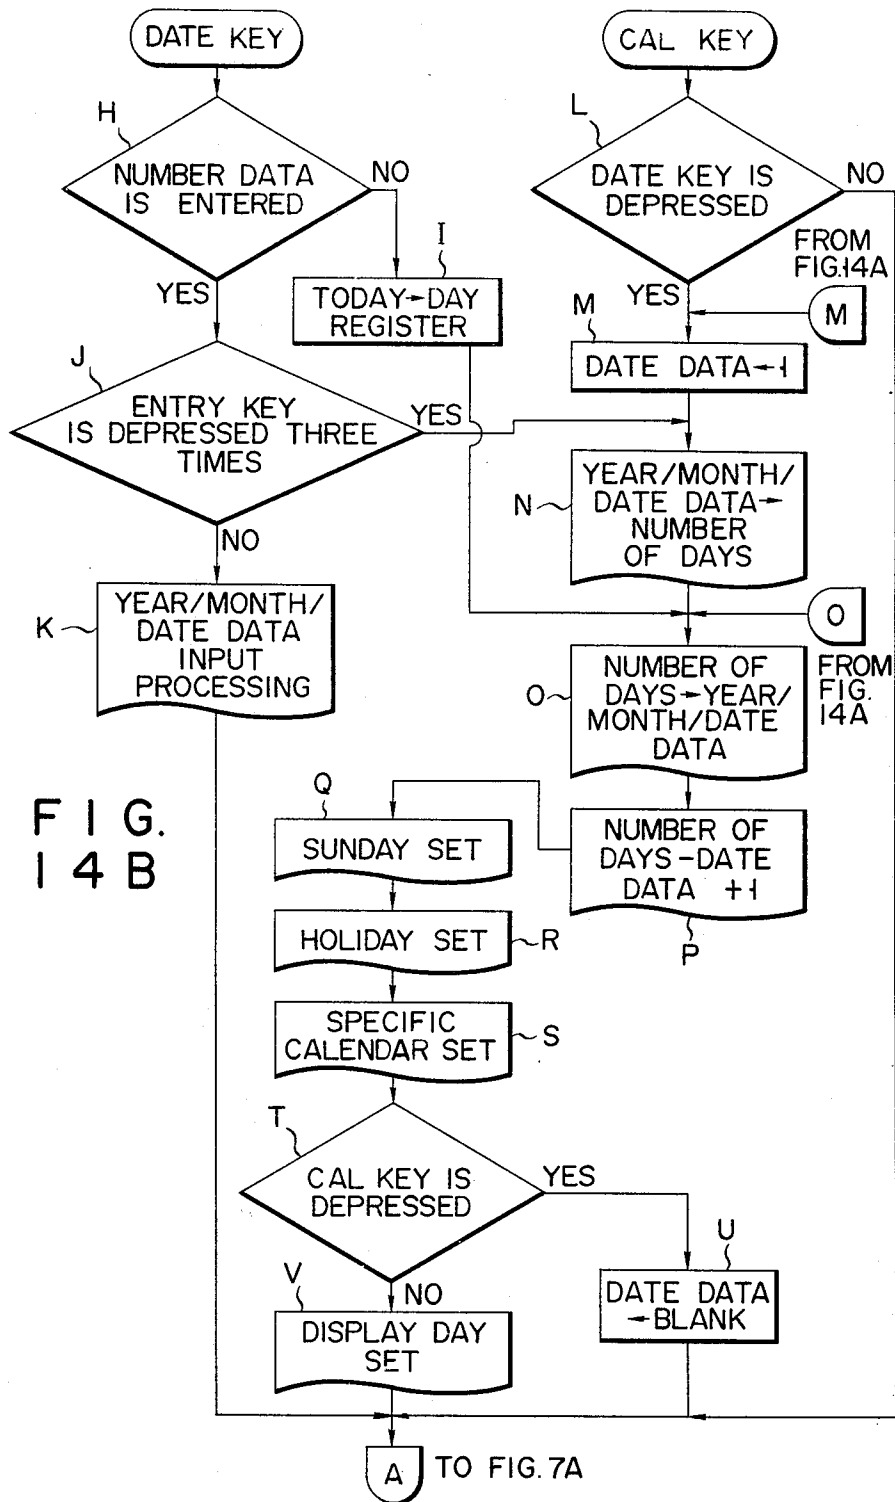 DATE KEY
CAL KEY
H
NUMBER DATA
IS ENTERED
NO
YES
L
DATE KEY IS
DEPRESSED
NO
YES
FROM
FIG.14A
M
I
TODAY→DAY
REGISTER
M
DATE DATA←1
J
ENTRY KEY
IS DEPRESSED THREE
TIMES
YES
NO
N
YEAR/MONTH/
DATE DATA→
NUMBER
OF DAYS
K
YEAR/MONTH/
DATE DATA
INPUT
PROCESSING
O
FROM
FIG.
14A
O
NUMBER OF
DAYS→YEAR/
MONTH/DATE
DATA
FIG.
14B
Q
SUNDAY SET
NUMBER OF
DAYS-DATE
DATA +1
P
HOLIDAY SET
R
SPECIFIC
CALENDAR SET
S
T
CAL KEY IS
DEPRESSED
YES
NO
U
DATE DATA
←BLANK
V
DISPLAY DAY
SET
A
TO FIG.7A